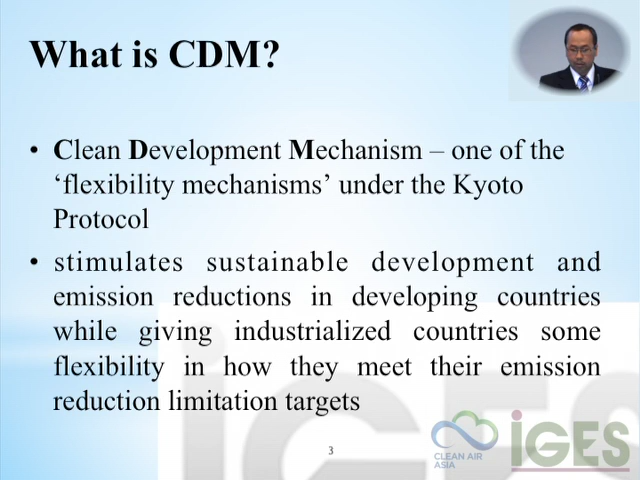 What is CDM?
• Clean Development Mechanism – one of the
‘flexibility mechanisms’ under the Kyoto
Protocol
• stimulates sustainable development and
emission reductions in developing countries
while giving industrialized countries some
flexibility in how they meet their emission
reduction limitation targets
3
CLEAN AIR
ASIA
iGES
iGES